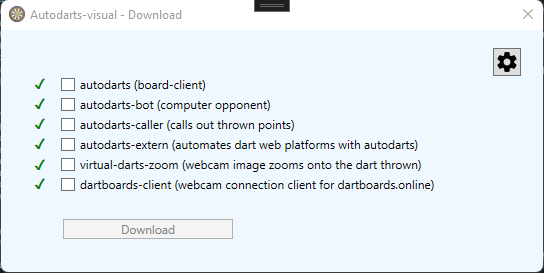 Autodarts-visual - Download
autodarts (board-client)
autodarts-bot (computer opponent)
autodarts-caller (calls out thrown points)
autodarts-extern (automates dart web platforms with autodarts)
virtual-darts-zoom (webcam image zooms onto the dart thrown)
dartboards-client (webcam connection client for dartboards.online)
Download